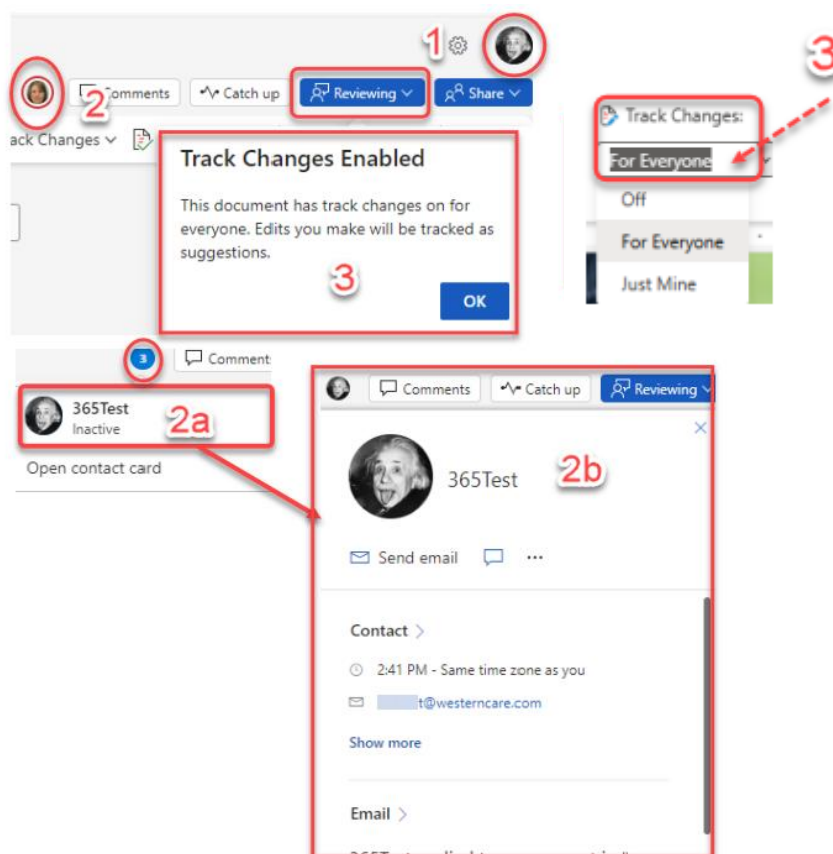 1
2
Comments
Catch up
Reviewing
Share
ack Changes
Track Changes Enabled
This document has track changes on for
everyone. Edits you make will be tracked as
suggestions.
3
OK
3
Track Changes:
For Everyone
Off
For Everyone
Just Mine
3
Comment
365Test
Inactive
2a
Open contact card
Comments
Catch up
Reviewing
365Test
2b
Send email
Contact >
2:41 PM - Same time zone as you
t@westerncare.com
Show more
Email >